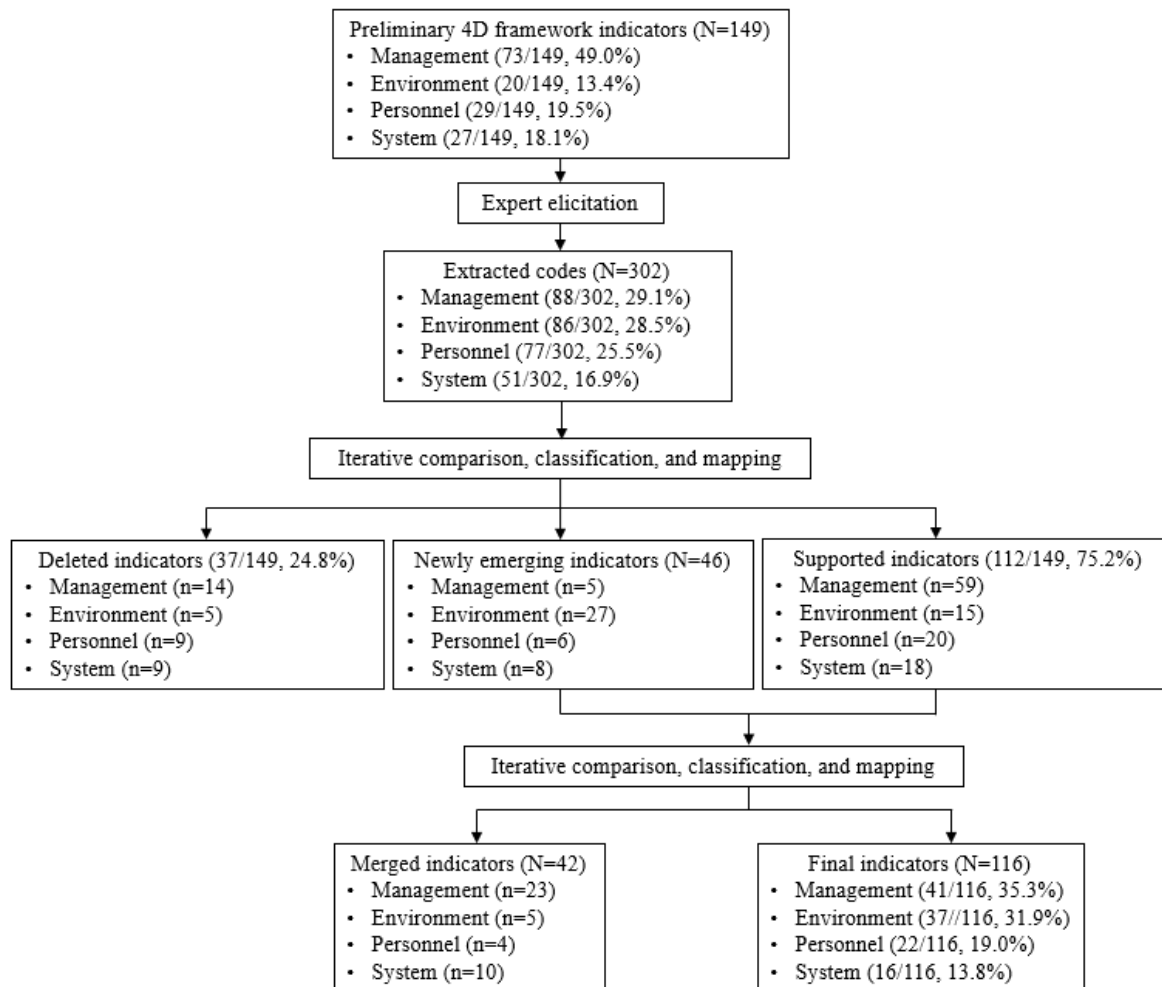 Preliminary 4D framework indicators (N=149)
• Management (73/149, 49.0%)
• Environment (20/149, 13.4%)
• Personnel (29/149, 19.5%)
• System (27/149, 18.1%)
Expert elicitation
Extracted codes (N=302)
• Management (88/302, 29.1%)
• Environment (86/302, 28.5%)
• Personnel (77/302, 25.5%)
• System (51/302, 16.9%)
Iterative comparison, classification, and mapping
Deleted indicators (37/149, 24.8%)
• Management (n=14)
• Environment (n=5)
• Personnel (n=9)
• System (n=9)
Newly emerging indicators (N=46)
• Management (n=5)
• Environment (n=27)
• Personnel (n=6)
• System (n=8)
Supported indicators (112/149, 75.2%)
• Management (n=59)
• Environment (n=15)
• Personnel (n=20)
• System (n=18)
Iterative comparison, classification, and mapping
Merged indicators (N=42)
• Management (n=23)
• Environment (n=5)
• Personnel (n=4)
• System (n=10)
Final indicators (N=116)
• Management (41/116, 35.3%)
• Environment (37//116, 31.9%)
• Personnel (22/116, 19.0%)
• System (16/116, 13.8%)